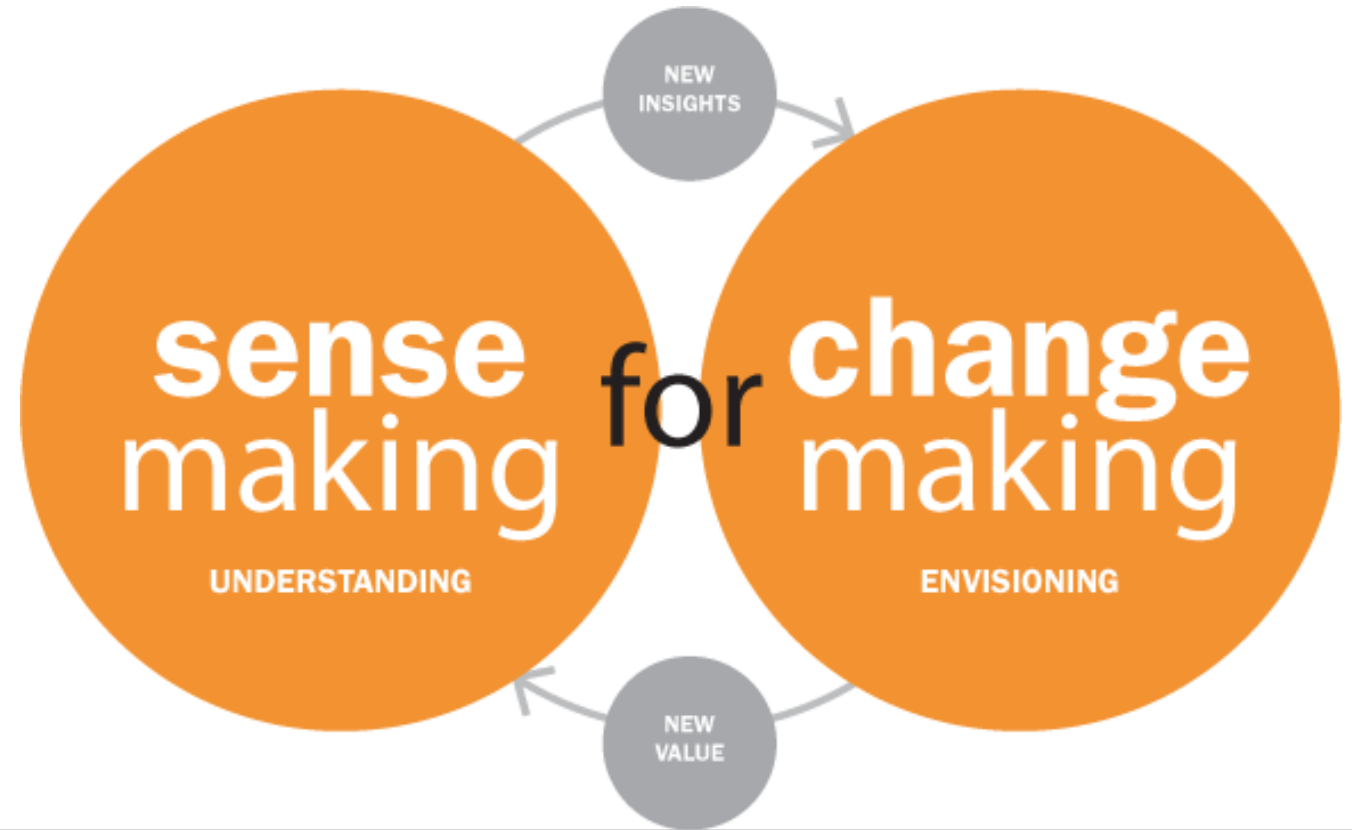 NEW
INSIGHTS
sense
making
UNDERSTANDING
for
change
making
ENVISIONING
NEW
VALUE